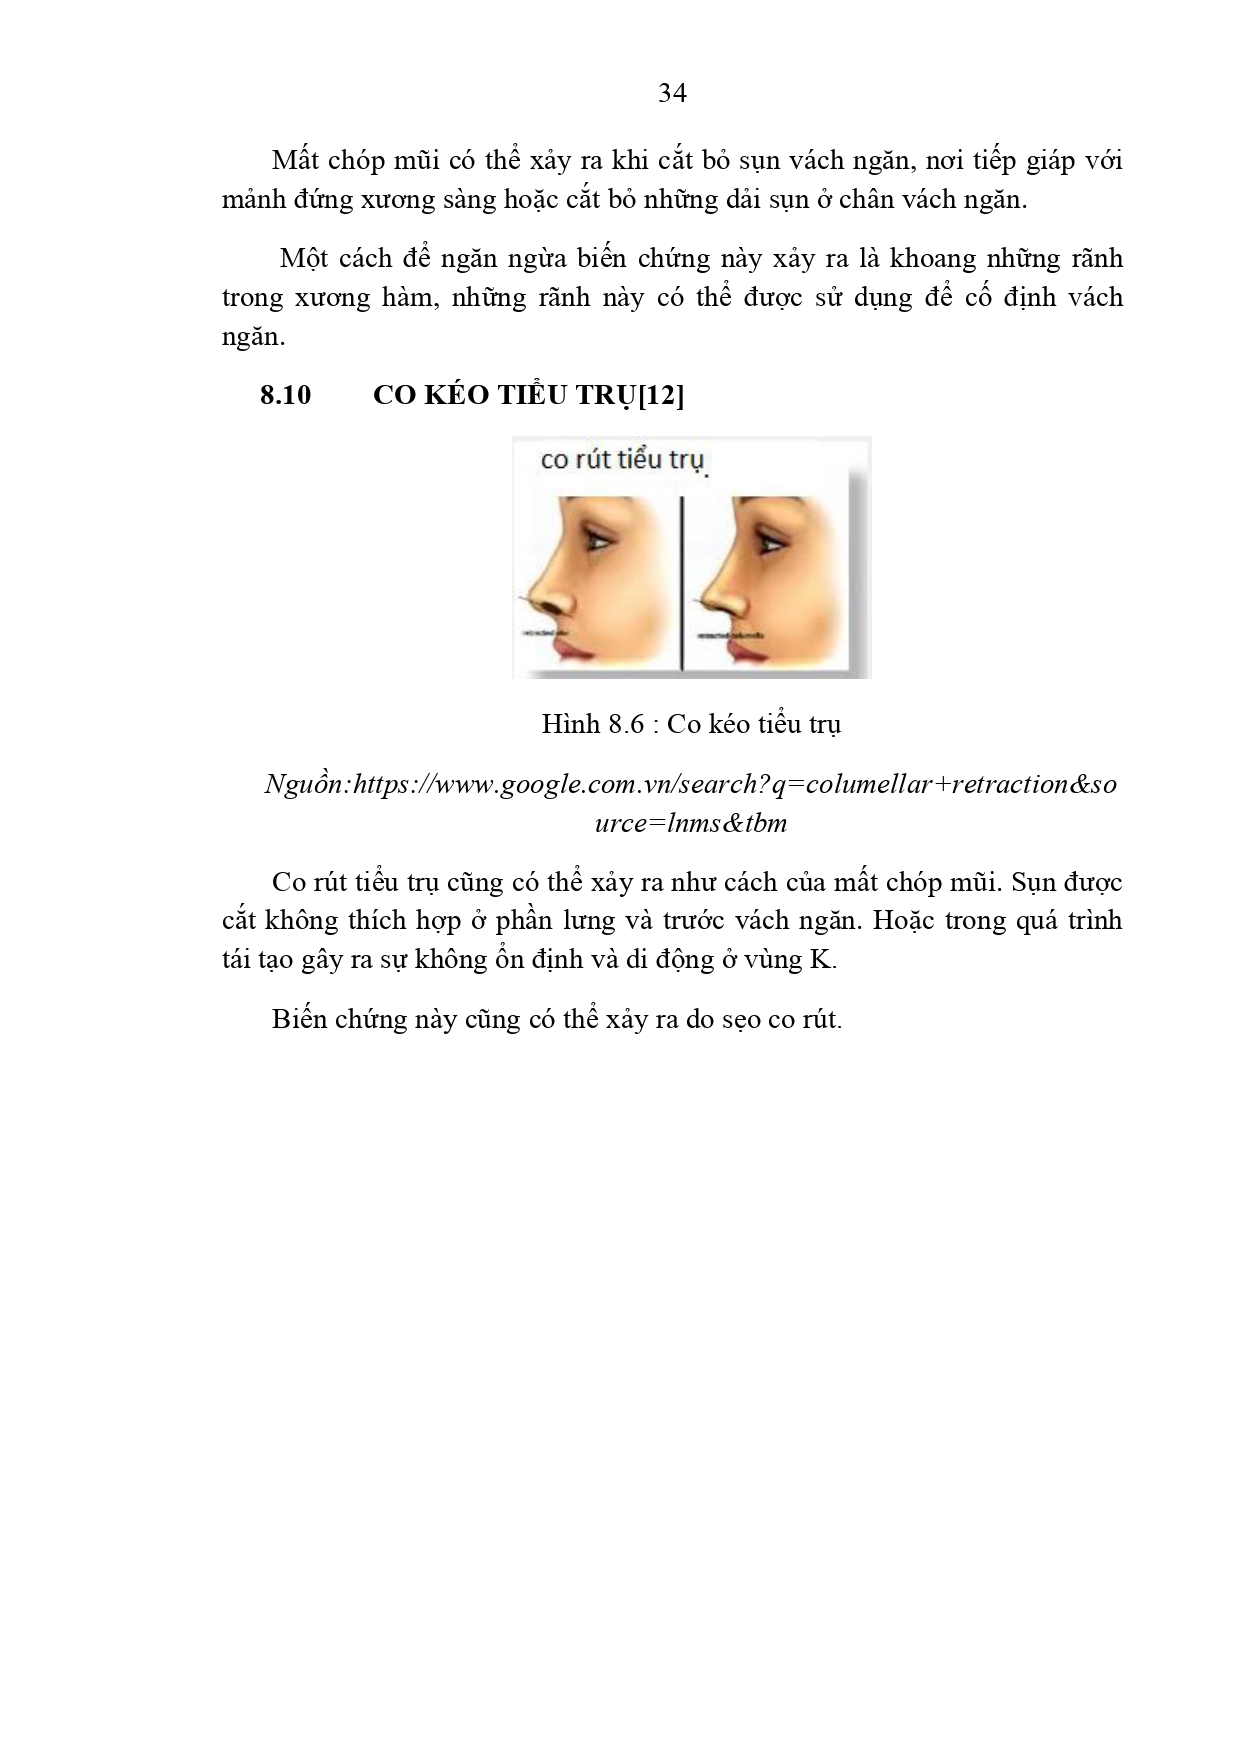 34
Mất chóp mũi có thể xảy ra khi cắt bỏ sụn vách ngăn, nơi tiếp giáp với
mảnh đứng xương sàng hoặc cắt bỏ những dải sụn ở chân vách ngăn.
Một cách để ngăn ngừa biến chứng này xảy ra là khoang những rãnh
trong xương hàm, những rãnh này có thể được sử dụng để cố định vách
ngăn.
8.10 CO KÉO TIỂU TRỤ[12]
co rút tiểu trụ
retracted
retracted columella
Hình 8.6 : Co kéo tiểu trụ
Nguồn:https://www.google.com.vn/search?q=columellar+retraction&so
urce=lnms&tbm
Co rút tiểu trụ cũng có thể xảy ra như cách của mất chóp mũi. Sụn được
cắt không thích hợp ở phần lưng và trước vách ngăn. Hoặc trong quá trình
tái tạo gây ra sự không ổn định và di động ở vùng K.
Biến chứng này cũng có thể xảy ra do sẹo co rút.